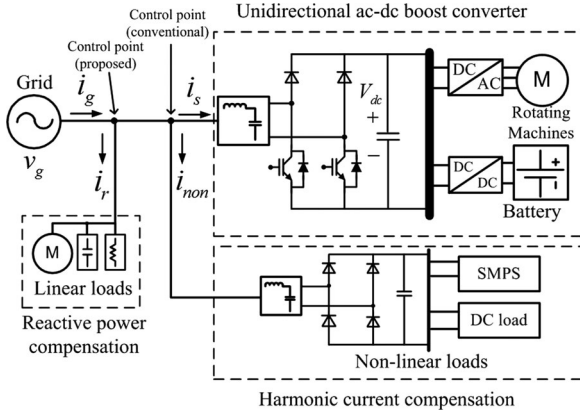 Unidirectional ac-dc boost converter
Control point
(conventional)
Control point
(proposed)
Grid
i_g
i_s
v_g
i_r
i_non
V_dc
+
−
DC
AC
M
Rotating
Machines
DC
DC
+
Battery
M
Linear loads
Reactive power
compensation
SMPS
DC load
Non-linear loads
Harmonic current compensation